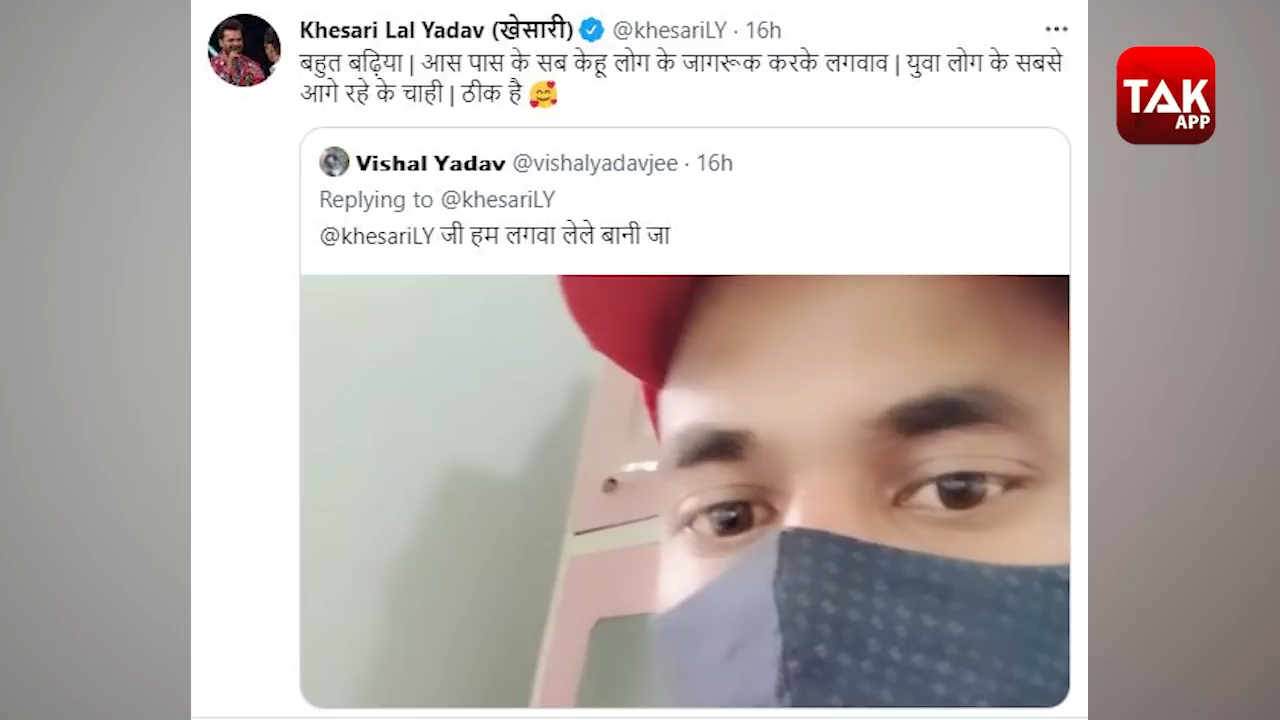 Khesari Lal Yadav (खेसारी) @khesariLY · 16h
बहुत बढ़िया | आस पास के सब केहू लोग के जागरूक करके लगवाव | युवा लोग के सबसे
आगे रहे के चाही | ठीक है 🥰
TAK
APP
Vishal Yadav @vishalyadavjee · 16h
Replying to @khesariLY
@khesariLY जी हम लगवा लेले बानी जा